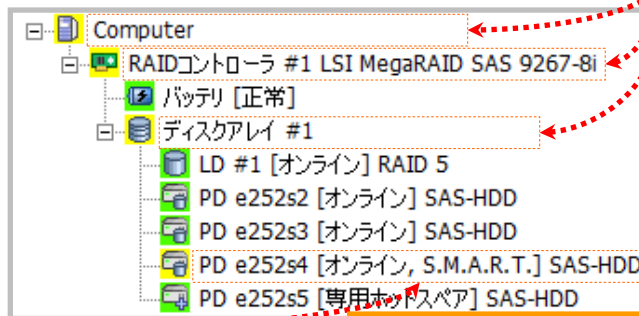 Computer
RAIDコントローラ #1 LSI MegaRAID SAS 9267-8i
バッテリ [正常]
ディスクアレイ #1
LD #1 [オンライン] RAID 5
PD e252s2 [オンライン] SAS-HDD
PD e252s3 [オンライン] SAS-HDD
PD e252s4 [オンライン, S.M.A.R.T.] SAS-HDD
PD e252s5 [専用ホットスペア] SAS-HDD